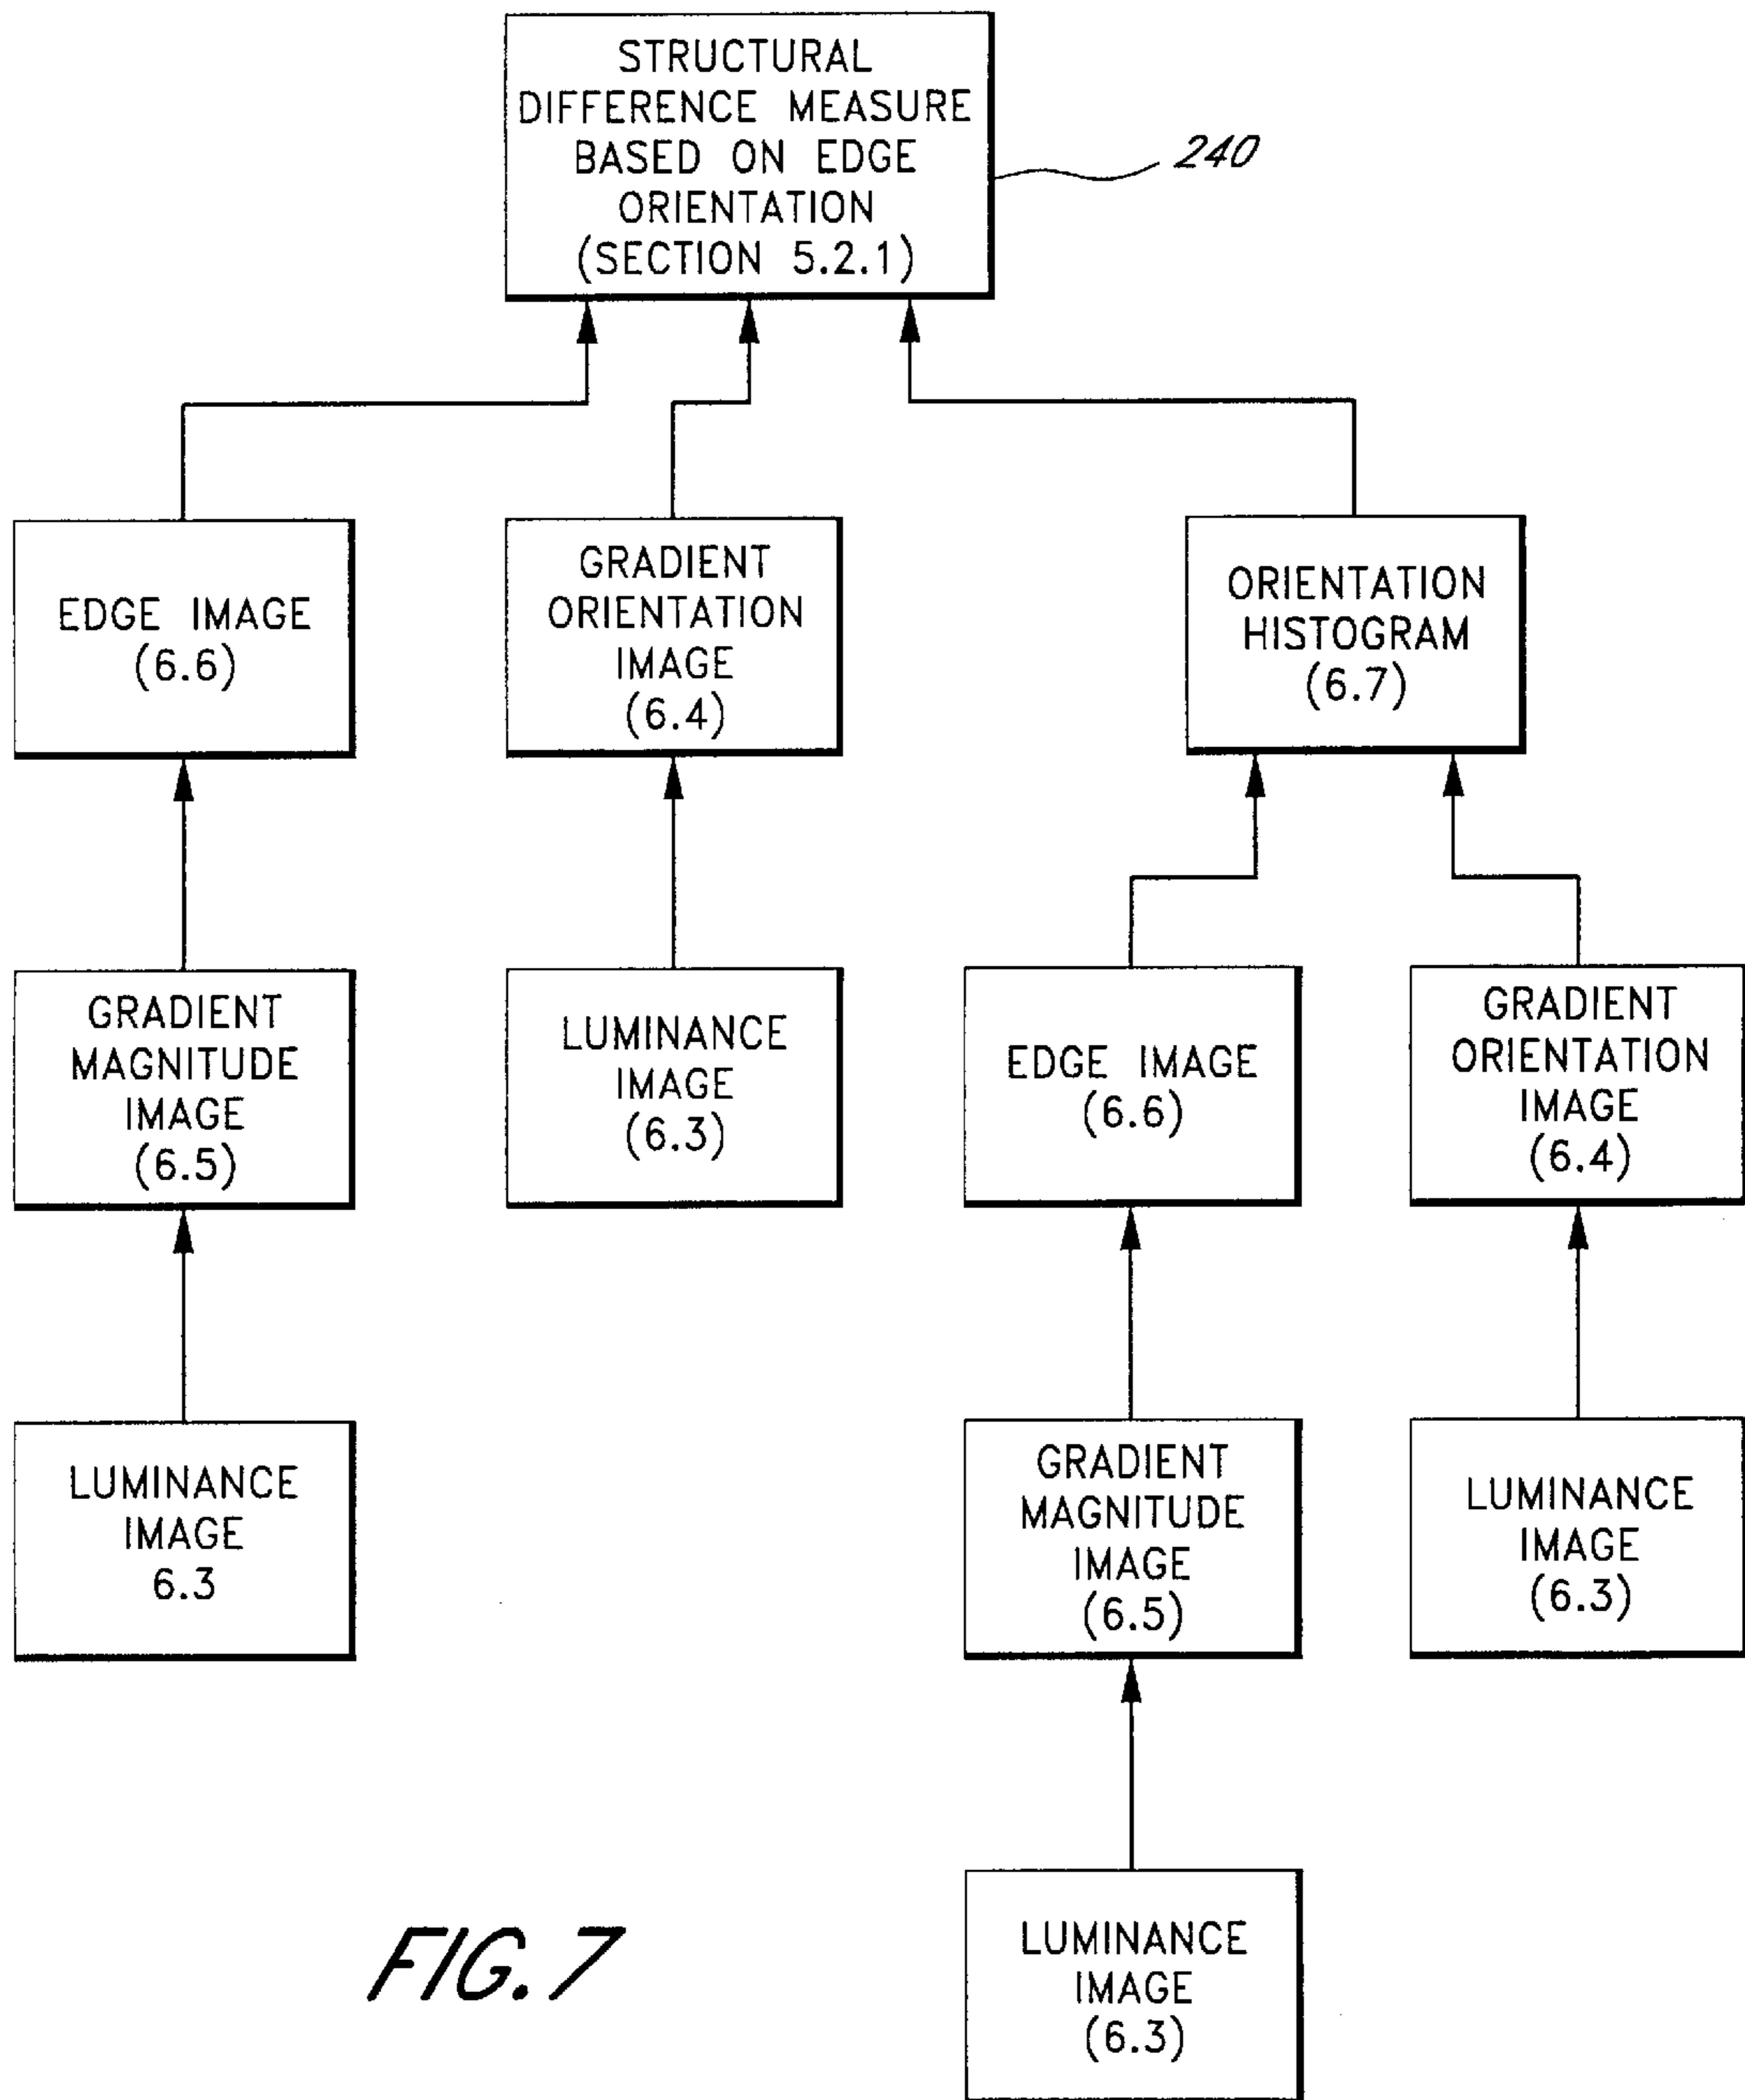 STRUCTURAL
DIFFERENCE MEASURE
BASED ON EDGE
ORIENTATION
(SECTION 5.2.1)
240
EDGE IMAGE
(6.6)
GRADIENT
ORIENTATION
IMAGE
(6.4)
ORIENTATION
HISTOGRAM
(6.7)
GRADIENT
MAGNITUDE
IMAGE
(6.5)
LUMINANCE
IMAGE
(6.3)
EDGE IMAGE
(6.6)
GRADIENT
ORIENTATION
IMAGE
(6.4)
LUMINANCE
IMAGE
6.3
GRADIENT
MAGNITUDE
IMAGE
(6.5)
LUMINANCE
IMAGE
(6.3)
LUMINANCE
IMAGE
(6.3)
FIG. 7